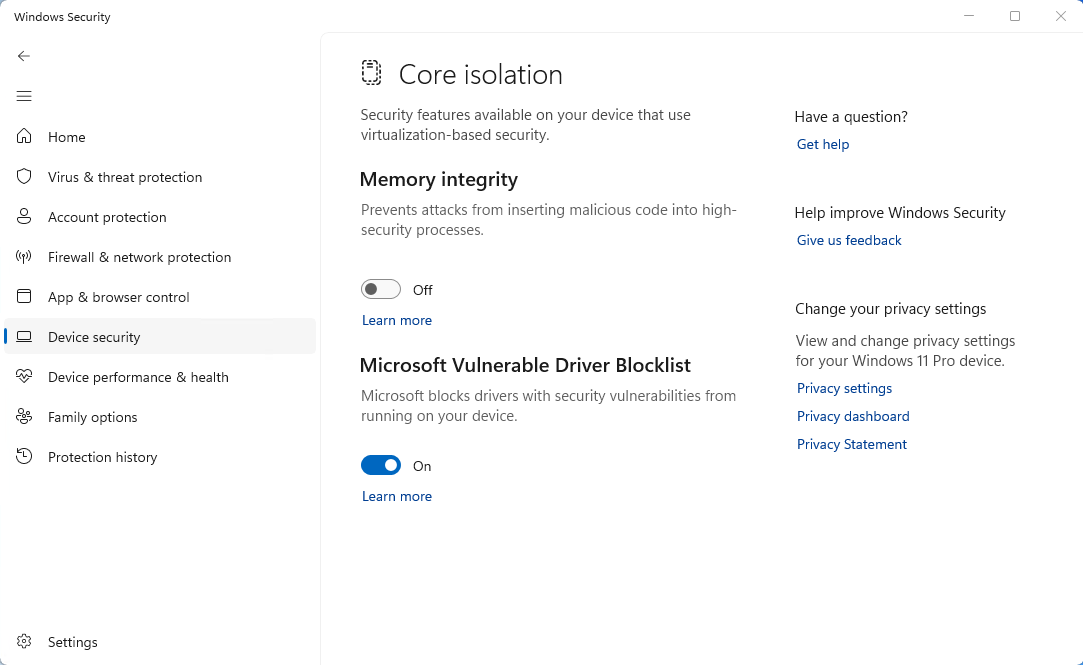 Windows Security
Home
Virus & threat protection
Account protection
Firewall & network protection
App & browser control
Device security
Device performance & health
Family options
Protection history
Settings
Core isolation
Security features available on your device that use
virtualization-based security.
Memory integrity
Prevents attacks from inserting malicious code into high-
security processes.
Off
Learn more
Microsoft Vulnerable Driver Blocklist
Microsoft blocks drivers with security vulnerabilities from
running on your device.
On
Learn more
Have a question?
Get help
Help improve Windows Security
Give us feedback
Change your privacy settings
View and change privacy settings
for your Windows 11 Pro device.
Privacy settings
Privacy dashboard
Privacy Statement